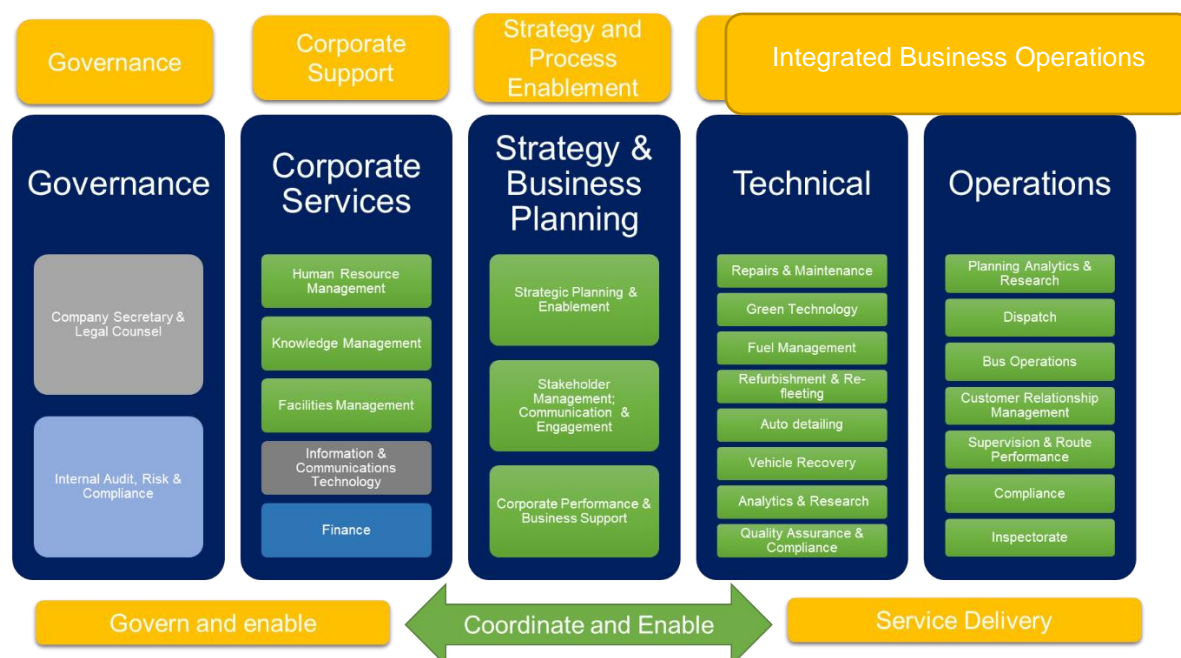 Governance
Corporate
Support
Strategy and
Process
Enablement
Integrated Business Operations
Governance
Company Secretary &
Legal Counsel
Internal Audit, Risk &
Compliance
Corporate
Services
Human Resource
Management
Knowledge Management
Facilities Management
Information &
Communications
Technology
Finance
Strategy &
Business
Planning
Strategic Planning &
Enablement
Stakeholder
Management;
Communication &
Engagement
Corporate Performance &
Business Support
Technical
Repairs & Maintenance
Green Technology
Fuel Management
Refurbishment & Re-
fleeting
Auto detailing
Vehicle Recovery
Analytics & Research
Quality Assurance &
Compliance
Operations
Planning Analytics &
Research
Dispatch
Bus Operations
Customer Relationship
Management
Supervision & Route
Performance
Compliance
Inspectorate
Govern and enable
Coordinate and Enable
Service Delivery